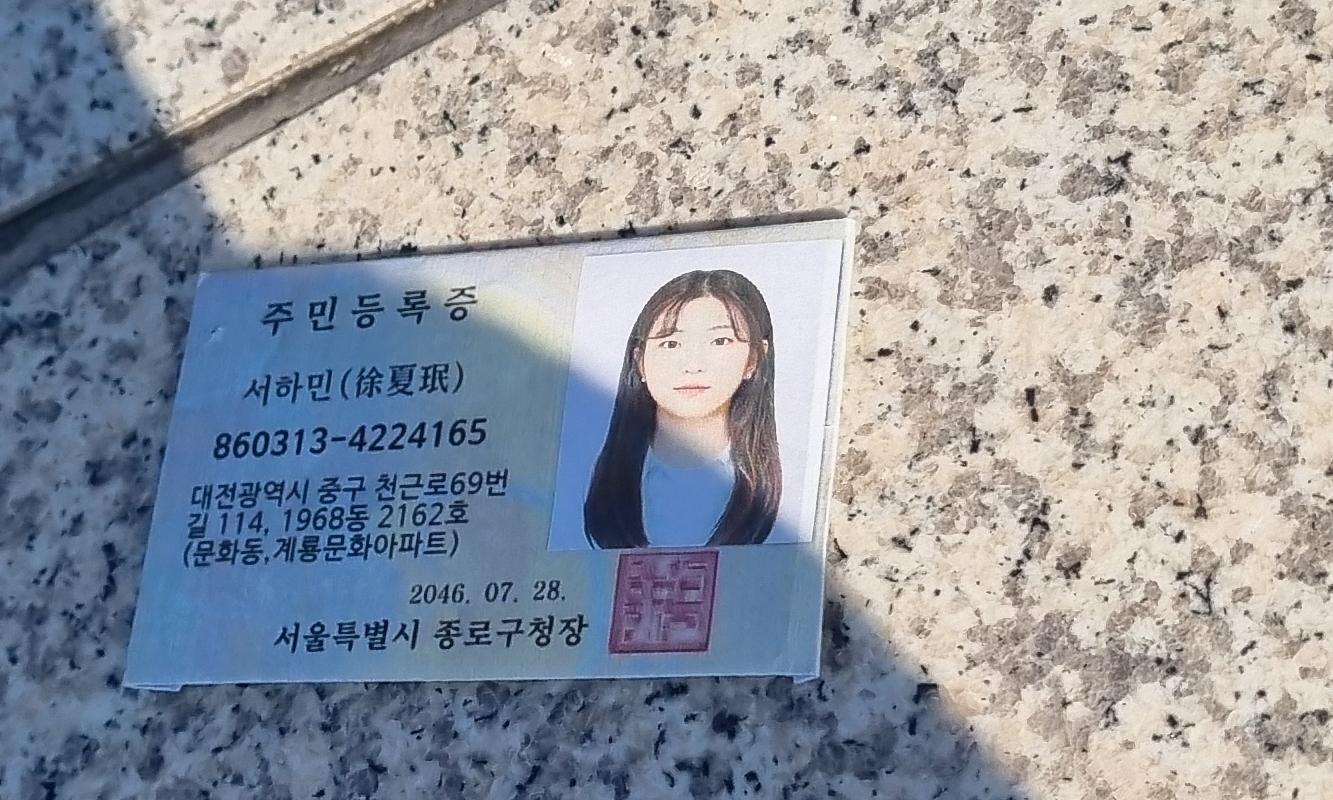 주민등록증
서하민(徐夏珉)
860313-4224165
대전광역시 중구 천근로69번
길 114, 1968동 2162호
(문화동,계룡문화아파트)
2046. 07. 28.
서울특별시 종로구청장